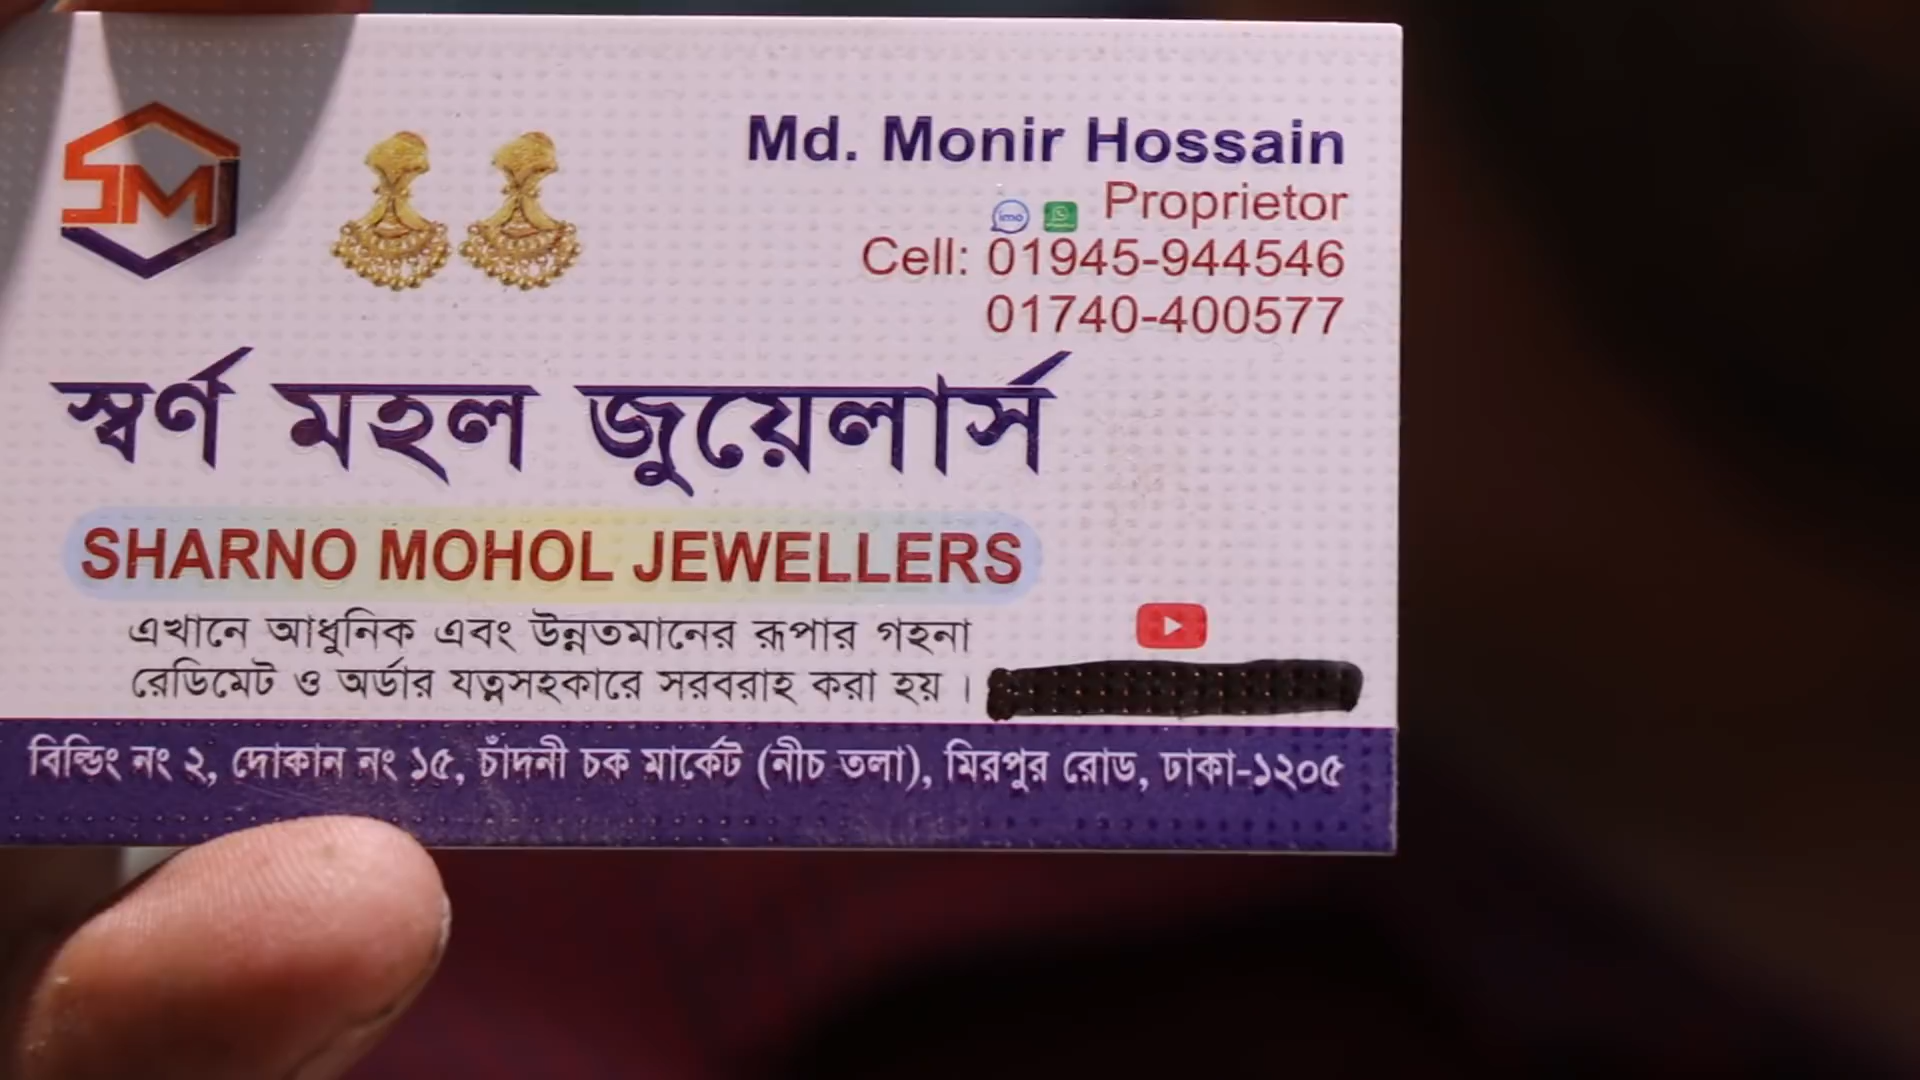 SM
Md. Monir Hossain
imo Proprietor
Cell: 01945-944546
01740-400577
স্বর্ণ মহল জুয়েলার্স
SHARNO MOHOL JEWELLERS
এখানে আধুনিক এবং উন্নতমানের রূপার গহনা
রেডিমেট ও অর্ডার যত্নসহকারে সরবরাহ করা হয় ।
বিল্ডিং নং ২, দোকান নং ১৫, চাঁদনী চক মার্কেট (নীচ তলা), মিরপুর রোড, ঢাকা-১২০৫